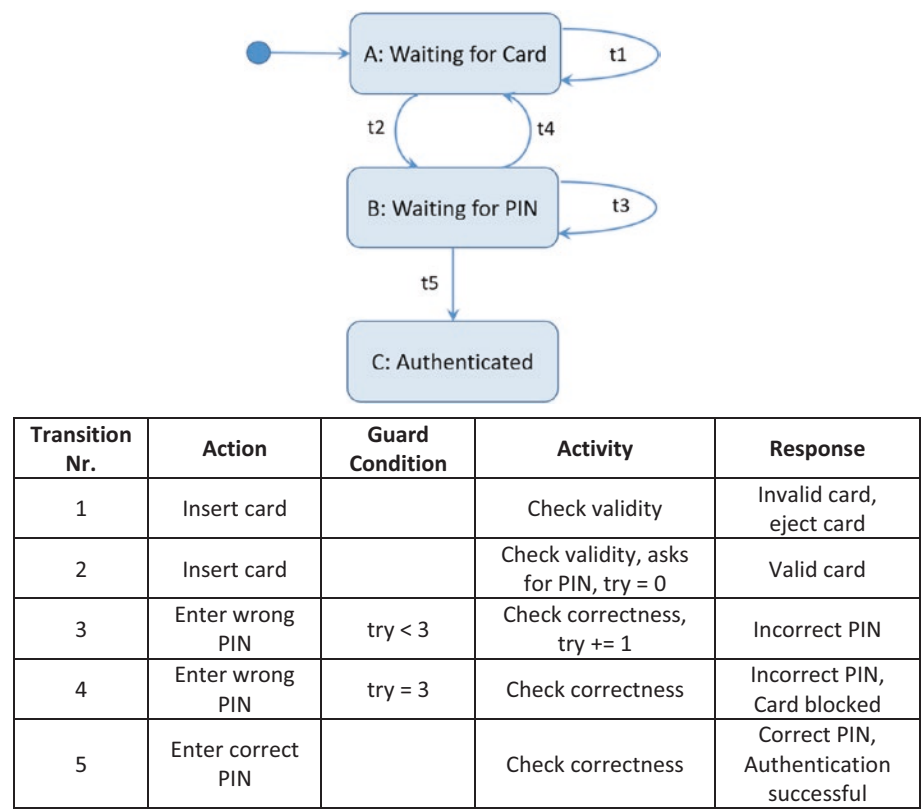 A: Waiting for Card
t1
t2
t4
B: Waiting for PIN
t3
t5
C: Authenticated
Transition Nr. Action Guard Condition Activity Response
1 Insert card Check validity Invalid card, eject card
2 Insert card Check validity, asks for PIN, try = 0 Valid card
3 Enter wrong PIN try < 3 Check correctness, try += 1 Incorrect PIN
4 Enter wrong PIN try = 3 Check correctness Incorrect PIN, Card blocked
5 Enter correct PIN Check correctness Correct PIN, Authentication successful